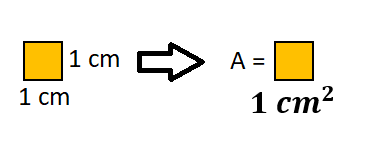 1 cm
1 cm
A =
1 cm²